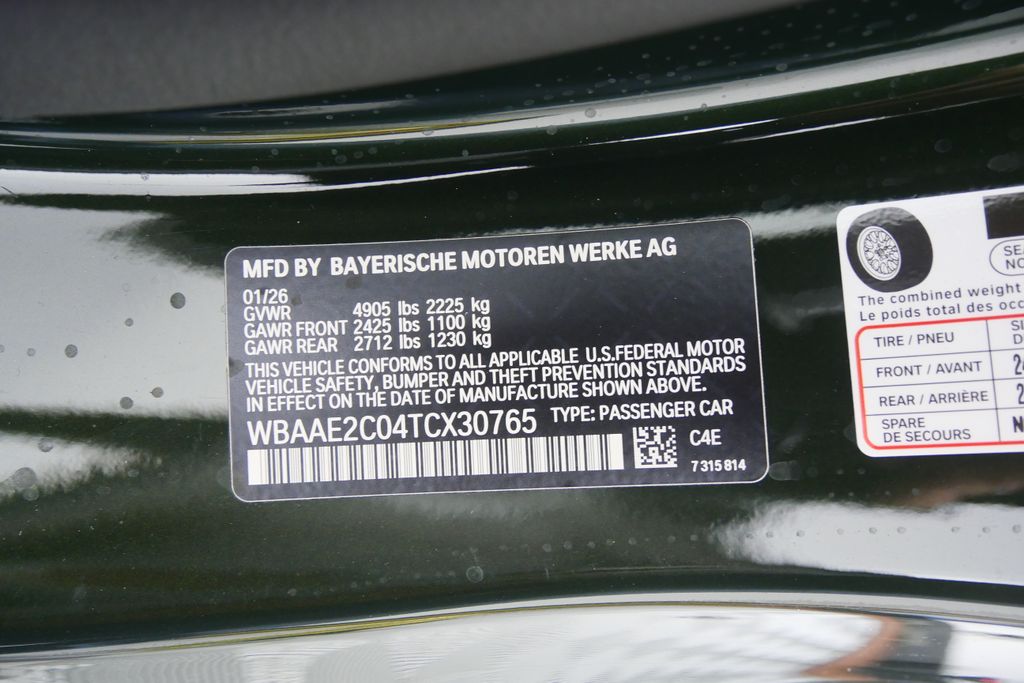 MFD BY BAYERISCHE MOTOREN WERKE AG
01/26
GVWR 4905 lbs 2225 kg
GAWR FRONT 2425 lbs 1100 kg
GAWR REAR 2712 lbs 1230 kg
THIS VEHICLE CONFORMS TO ALL APPLICABLE U.S.FEDERAL MOTOR
VEHICLE SAFETY, BUMPER AND THEFT PREVENTION STANDARDS
IN EFFECT ON THE DATE OF MANUFACTURE SHOWN ABOVE.
WBAAE2C04TCX30765 TYPE: PASSENGER CAR
C4E
7 315 814
The combined weight
Le poids total des
TIRE / PNEU
FRONT / AVANT
REAR / ARRIÈRE
SPARE
DE SECOURS